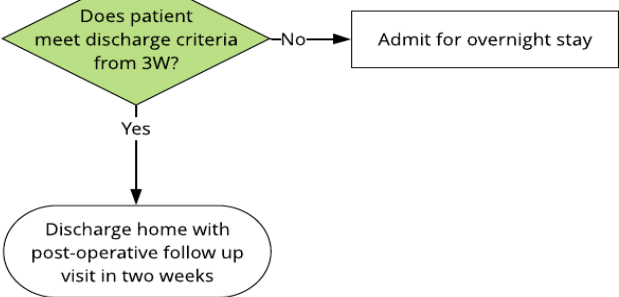 Does patient
meet discharge criteria
from 3W?
No
Admit for overnight stay
Yes
Discharge home with
post-operative follow up
visit in two weeks